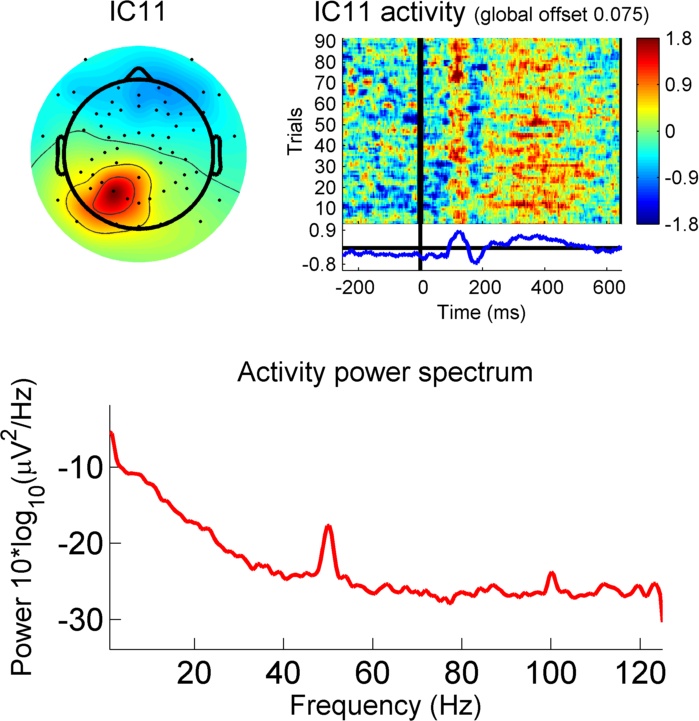 IC11
IC11 activity (global offset 0.075)
Trials
90
80
70
60
50
40
30
20
10
1.8
0.9
0
-0.9
-1.8
0.9
-0.8
-200 0 200 400 600
Time (ms)
Activity power spectrum
Power 10*log10(μV2/Hz)
-10
-20
-30
20 40 60 80 100 120
Frequency (Hz)